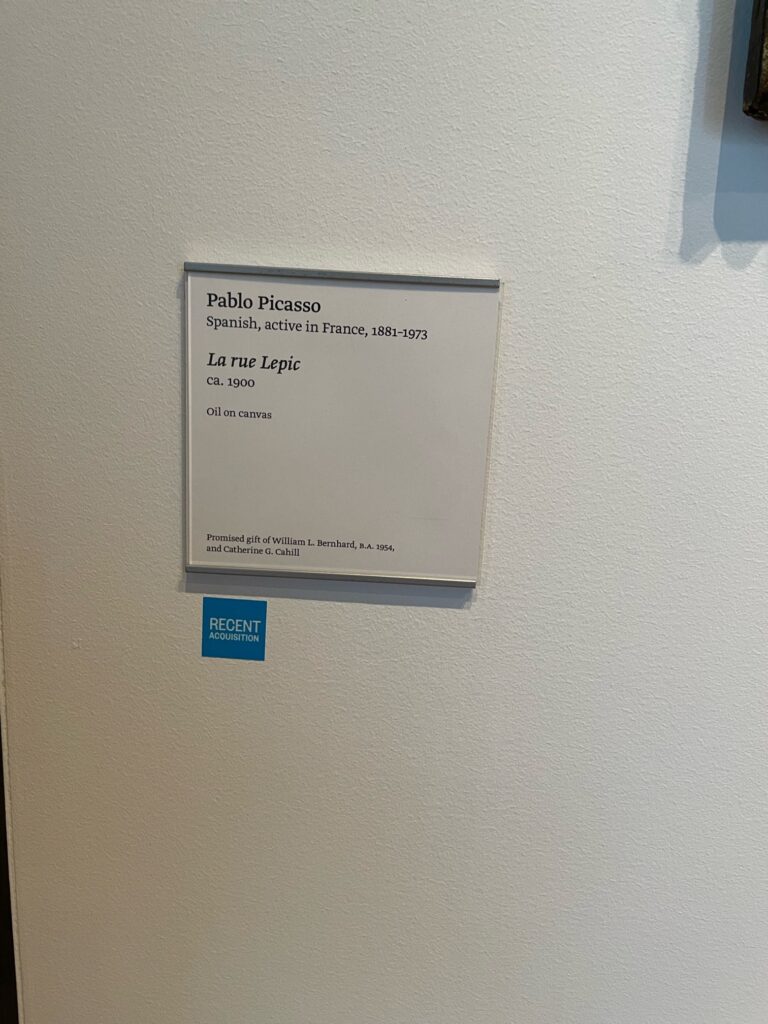 Pablo Picasso
Spanish, active in France, 1881–1973
La rue Lepic
ca. 1900
Oil on canvas
Promised gift of William L. Bernhard, B.A. 1954,
and Catherine G. Cahill
RECENT
ACQUISITION